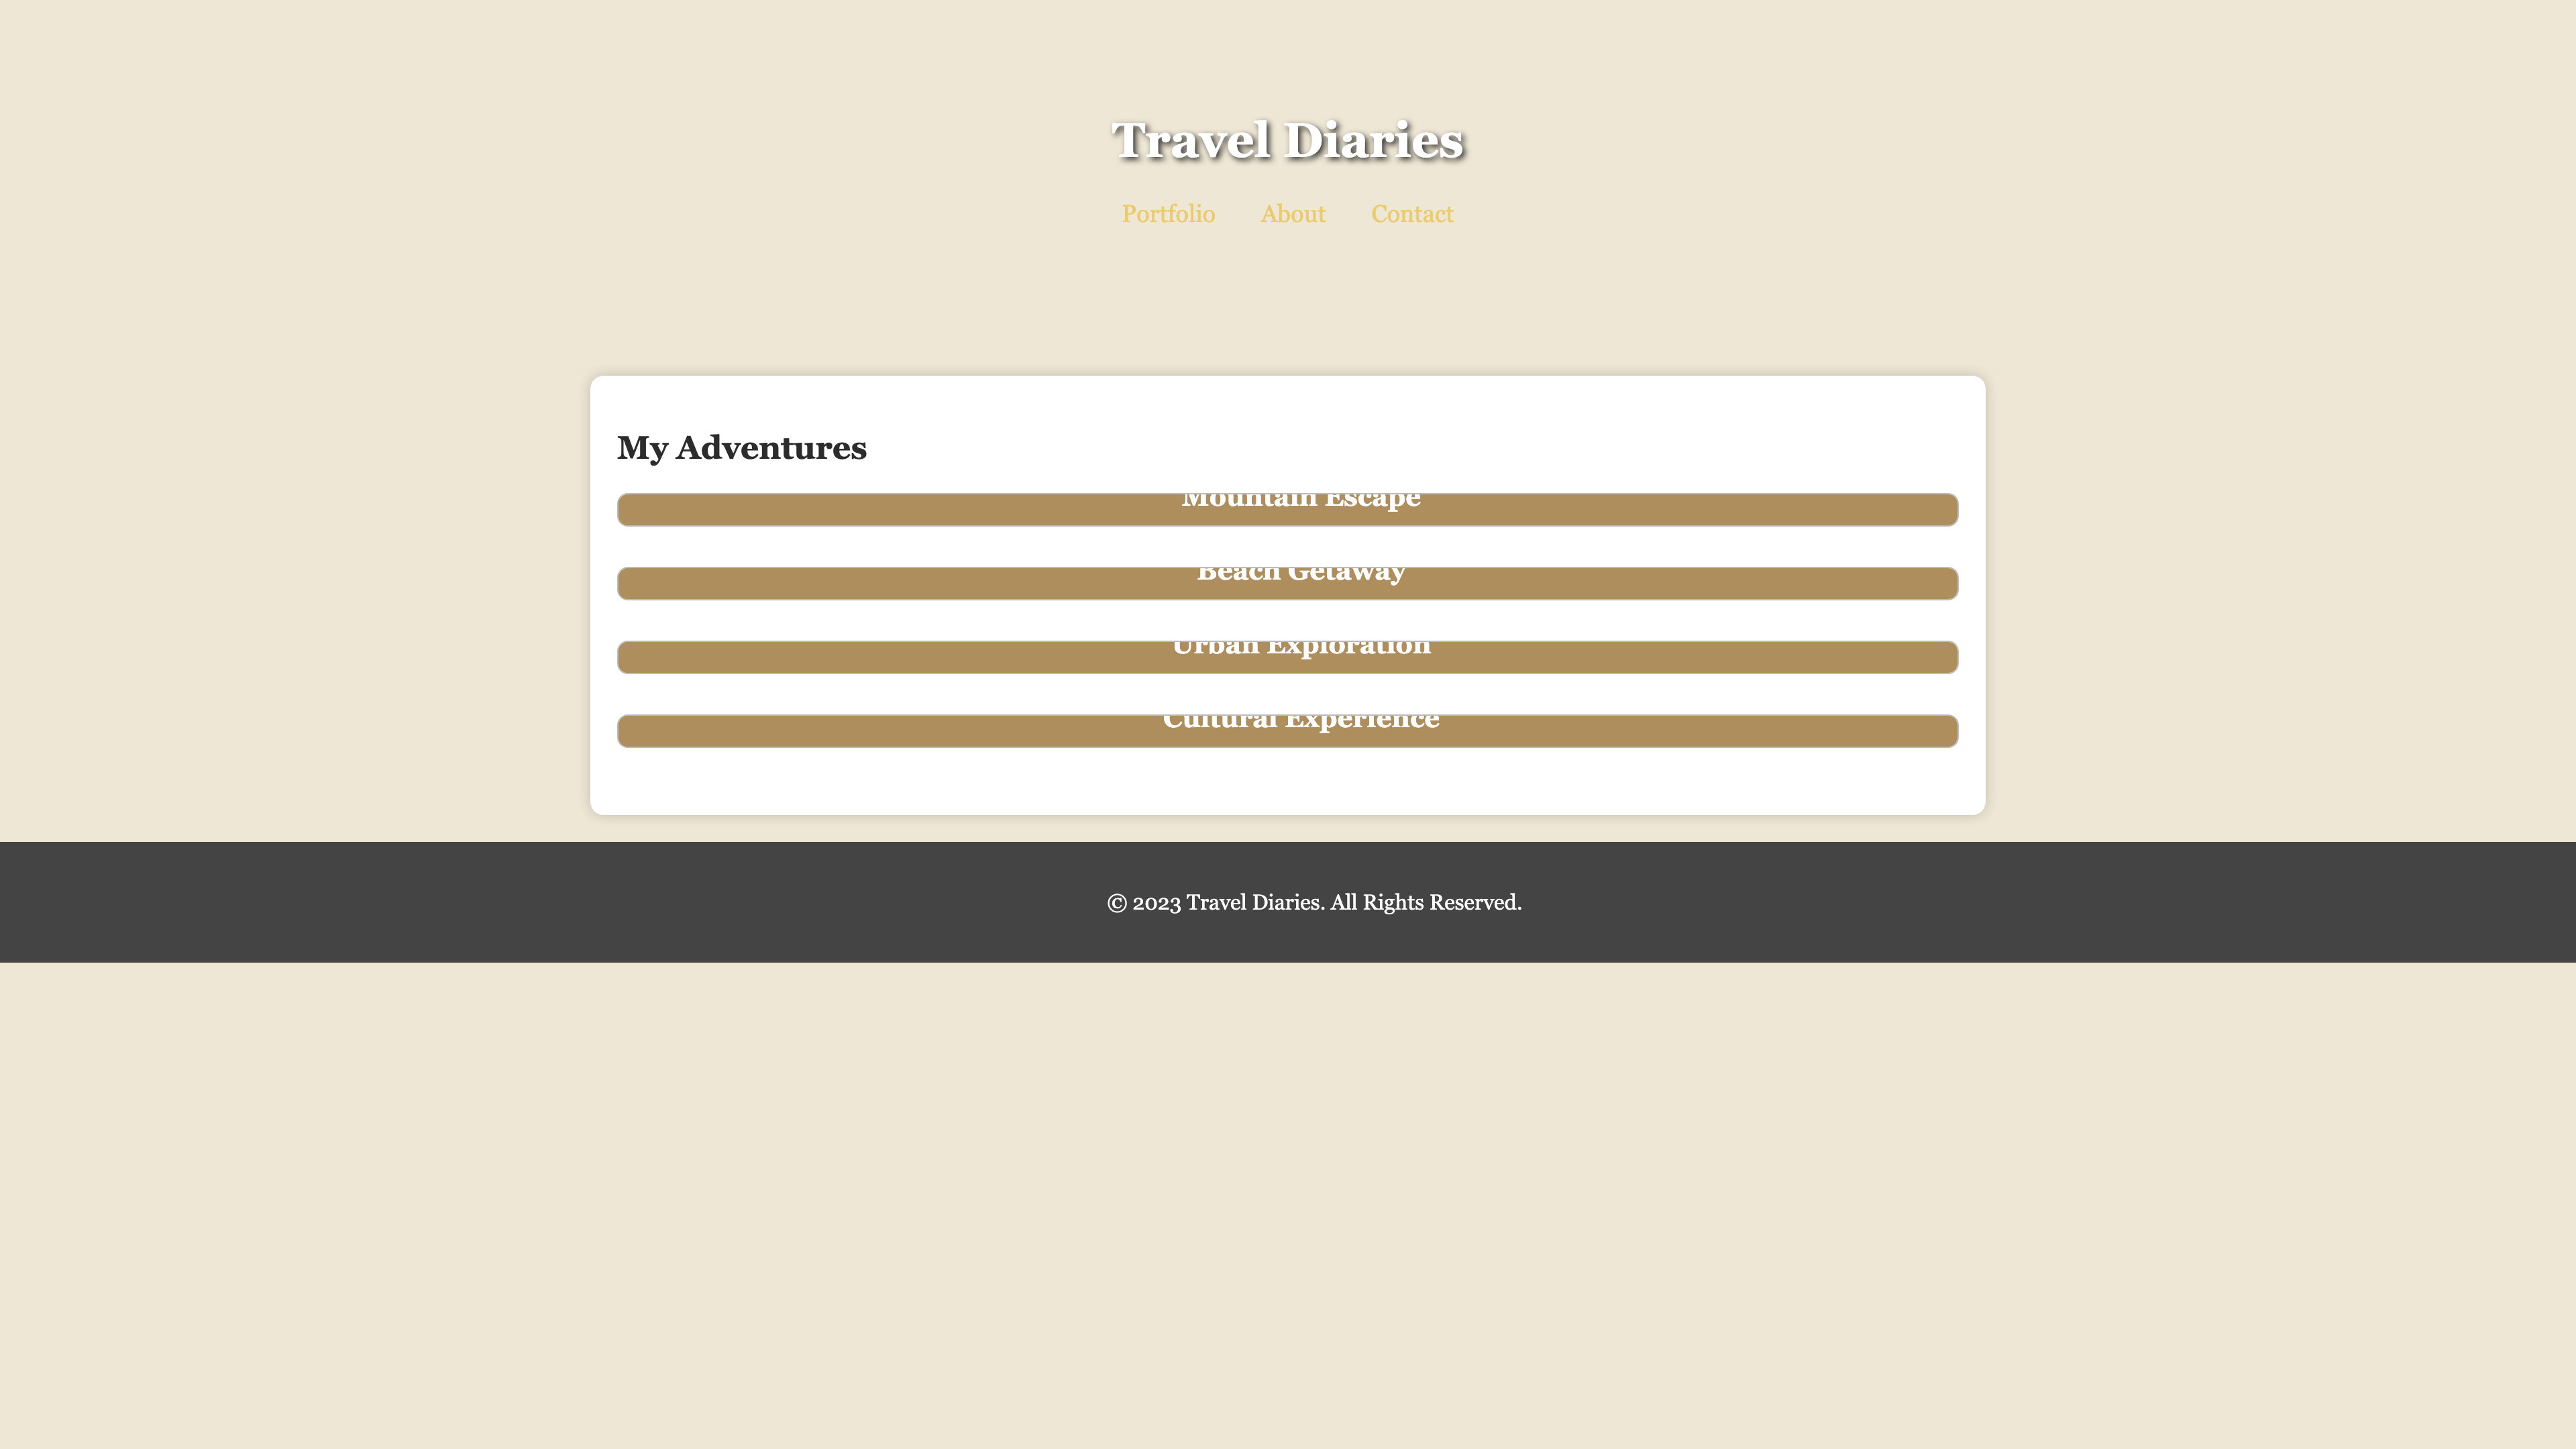 Travel Diaries
Portfolio About Contact
My Adventures
Mountain Escape
Beach Getaway
Urban Exploration
Cultural Experience
© 2023 Travel Diaries. All Rights Reserved.